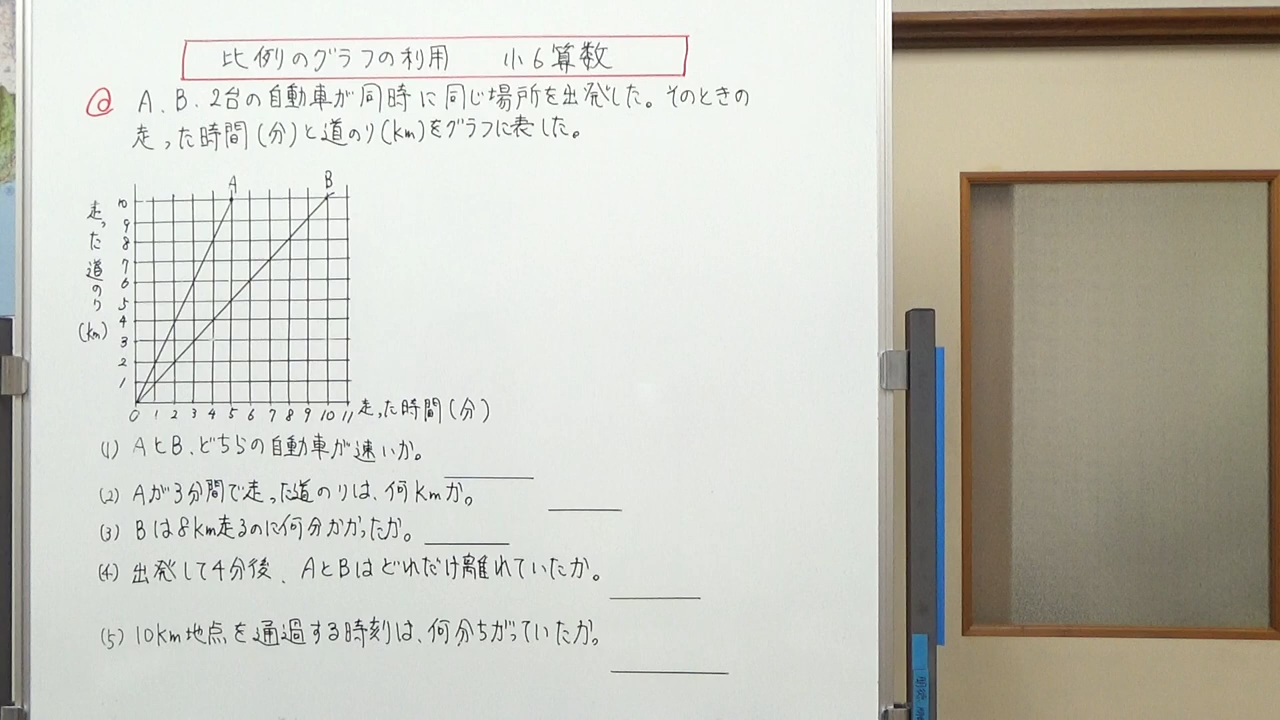 比例のグラフの利用 小6算数
@ A、B、2台の自動車が同時に同じ場所を出発した。そのときの
走った時間(分)と道のり(km)をグラフに表した。
A B
走った道のり(km)
10
9
8
7
6
5
4
3
2
1
0 1 2 3 4 5 6 7 8 9 10 11 走った時間(分)
(1) AとB、どちらの自動車が速いか。
(2) Aが3分間で走った道のりは、何kmか。
(3) Bは8km走るのに何分かかったか。
(4) 出発して4分後、AとBはどれだけ離れていたか。
(5) 10km地点を通過する時刻は、何分ちがっていたか。